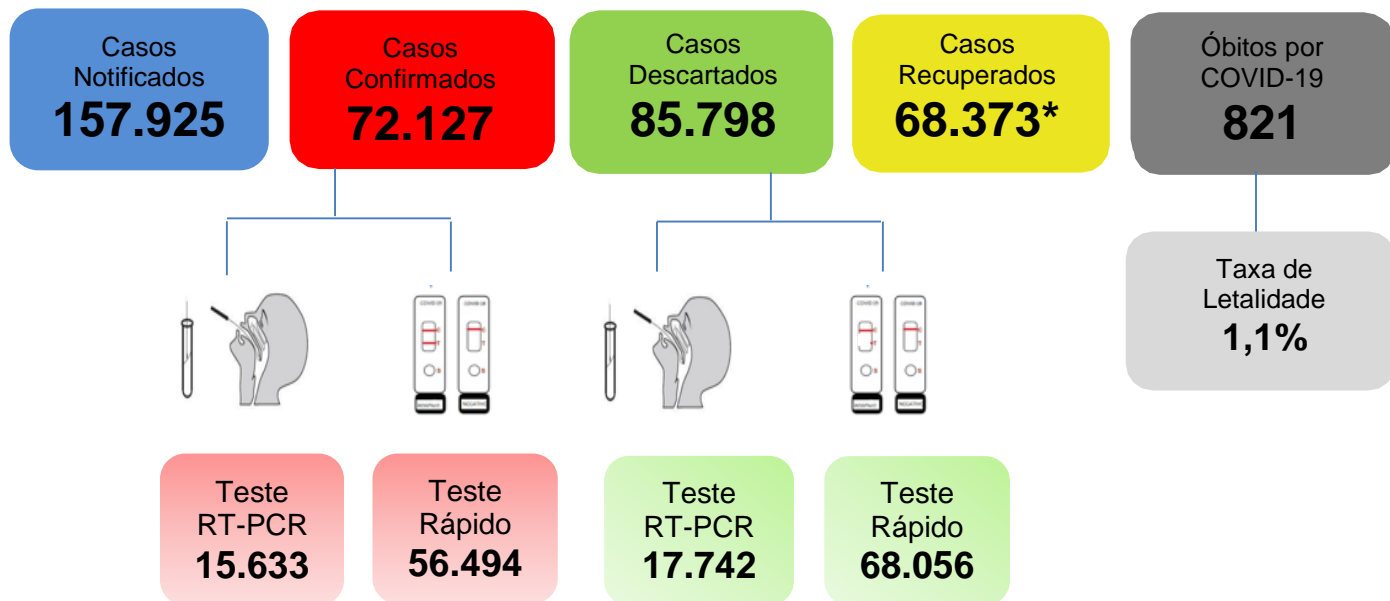 Casos
Notificados
157.925
Casos
Confirmados
72.127
Casos
Descartados
85.798
Casos
Recuperados
68.373*
Óbitos por
COVID-19
821
Taxa de
Letalidade
1,1%
Teste
RT-PCR
15.633
Teste
Rápido
56.494
Teste
RT-PCR
17.742
Teste
Rápido
68.056